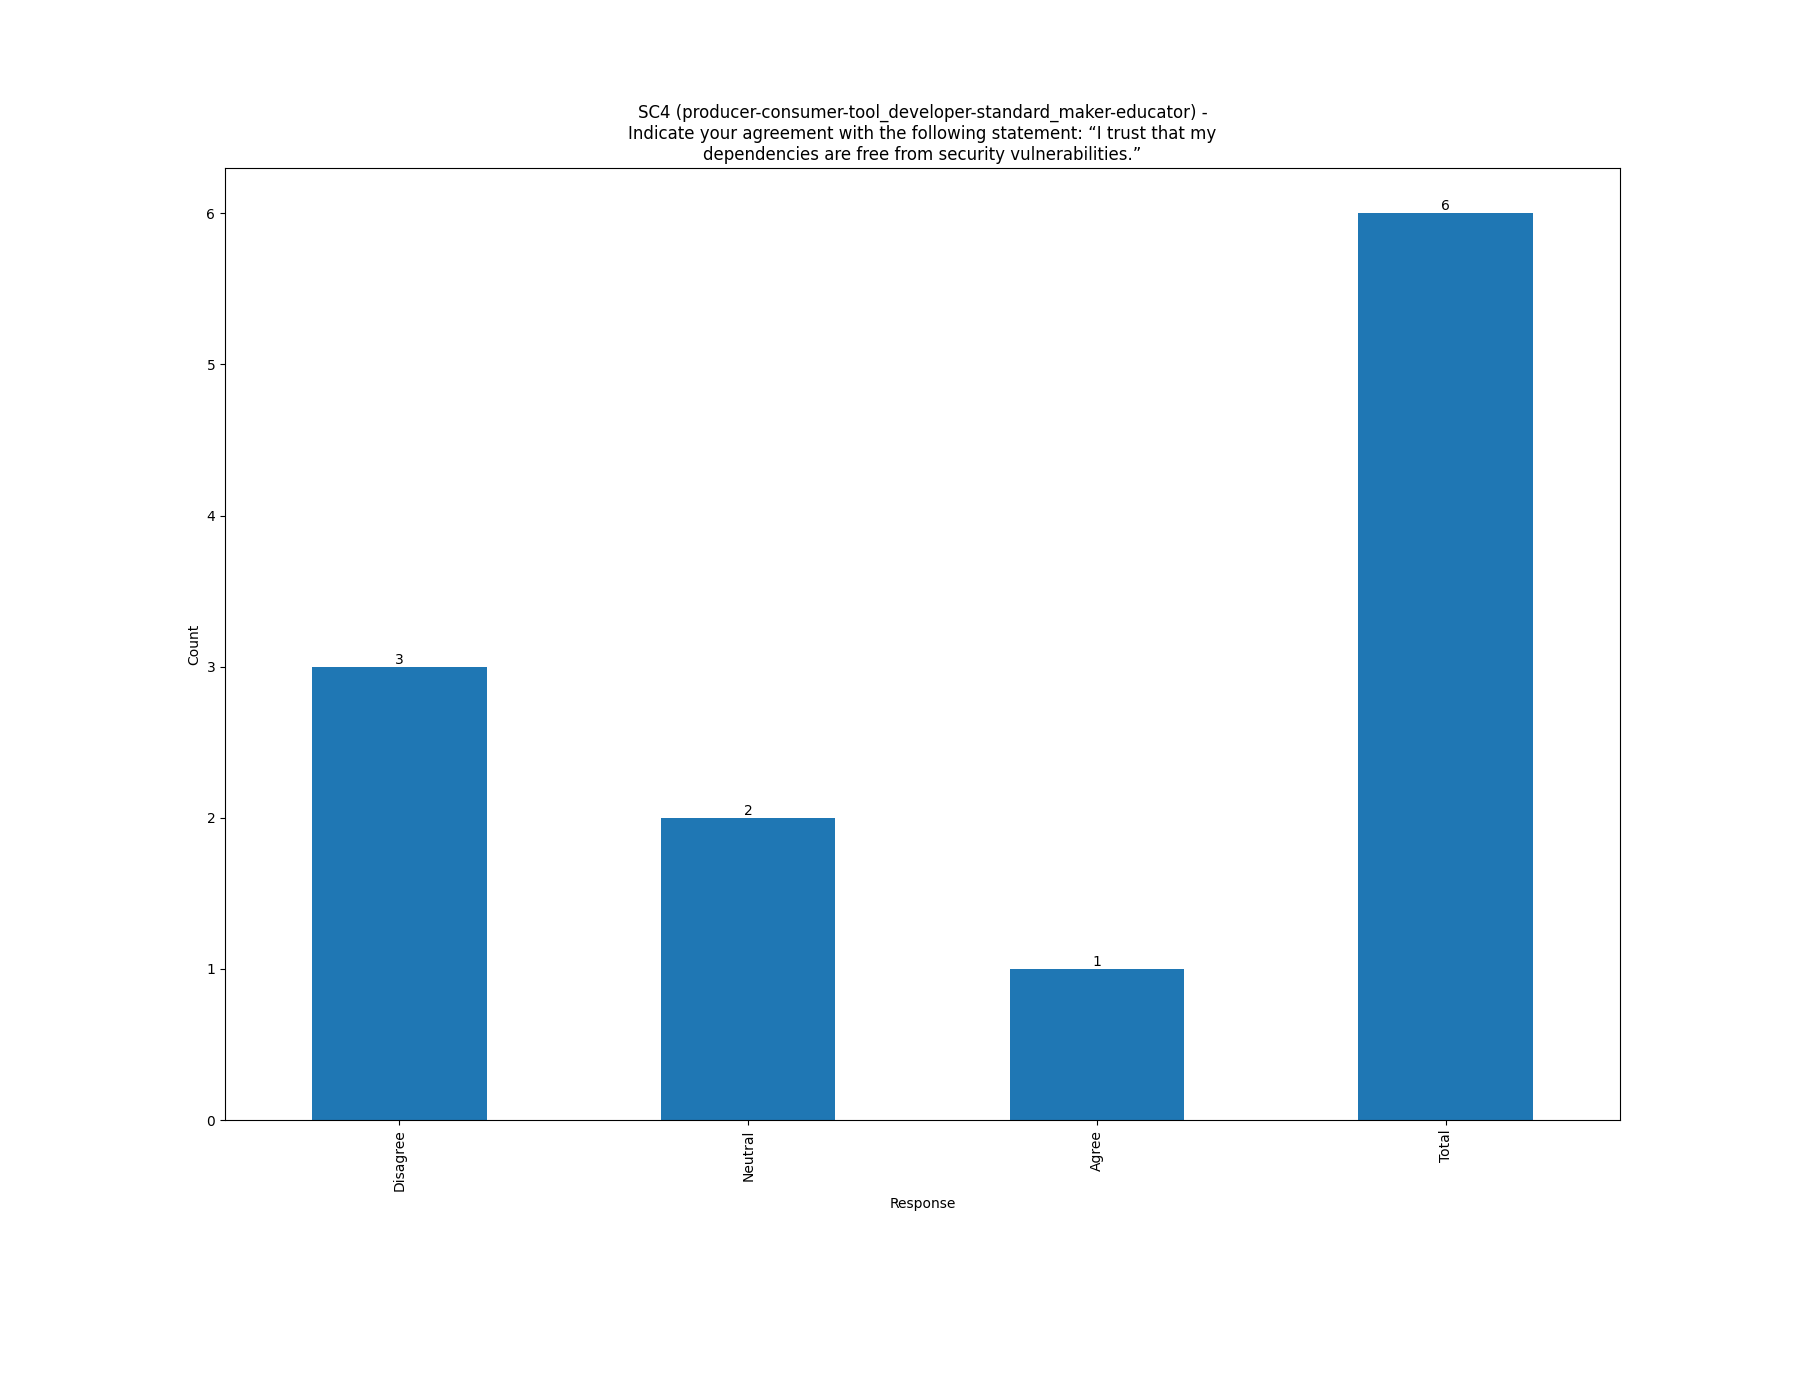 SC4 (producer-consumer-tool_developer-standard_maker-educator) -
Indicate your agreement with the following statement: “I trust that my
dependencies are free from security vulnerabilities.”
6
5
4
3
2
1
0
Count
3
2
1
6
Disagree
Neutral
Agree
Total
Response